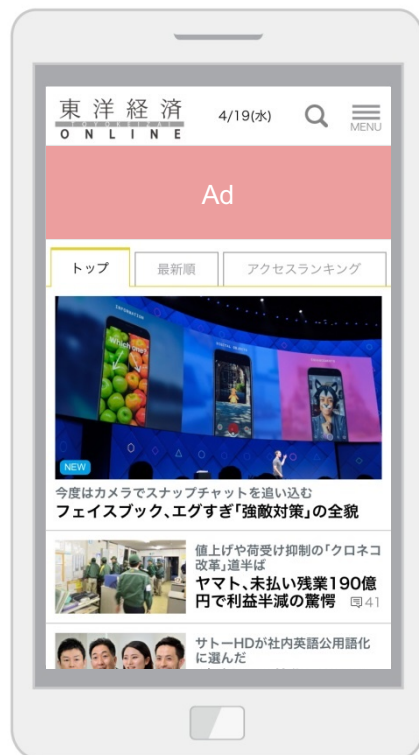 東洋経済
TOYOKEIZAI
ONLINE
4/19(水)
MENU
Ad
トップ
最新順
アクセスランキング
Which one?
NEW
今度はカメラでスナップチャットを追い込む
フェイスブック、エグすぎ「強敵対策」の全貌
値上げや荷受け抑制の「クロネコ
改革」道半ば
ヤマト、未払い残業190億
円で利益半減の驚愕 41
サトーHDが社内英語公用語化
に選んだ